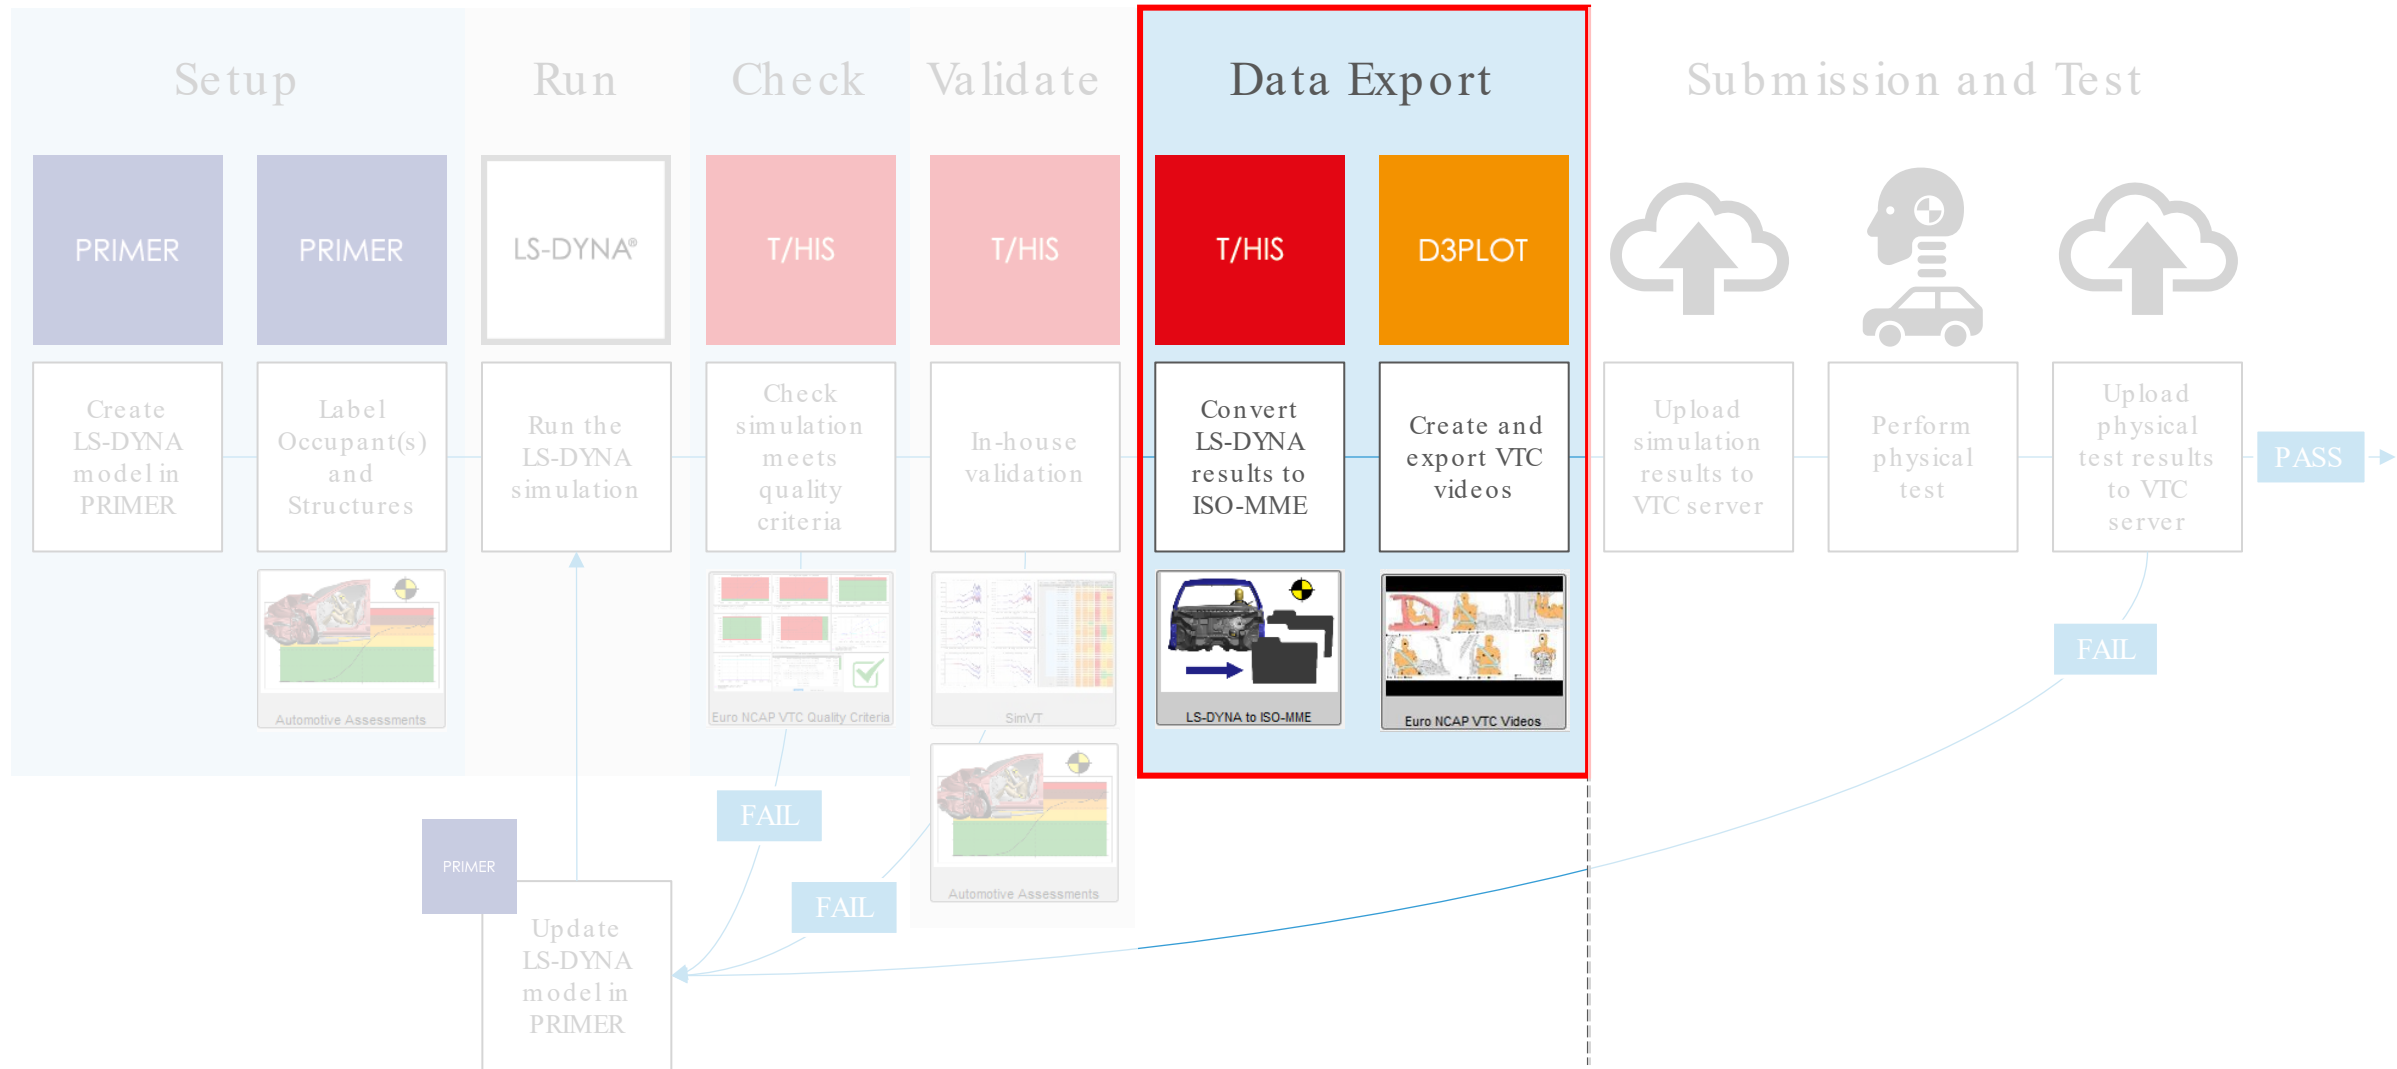 Setup
Run
Check
Validate
Data Export
Submission and Test
PRIMER
PRIMER
LS-DYNA®
T/HIS
T/HIS
T/HIS
D3PLOT
Create
LS-DYNA
model in
PRIMER
Label
Occupant(s)
and
Structures
Run the
LS-DYNA
simulation
Check
simulation
meets
quality
criteria
In-house
validation
Convert
LS-DYNA
results to
ISO-MME
Create and
export VTC
videos
Upload
simulation
results to
VTC server
Perform
physical
test
Upload
physical
test results
to VTC
server
PASS
Automotive Assessments
Euro NCAP VTC Quality Criteria
SimVT
LS-DYNA to ISO-MME
Euro NCAP VTC Videos
FAIL
Automotive Assessments
FAIL
FAIL
PRIMER
Update
LS-DYNA
model in
PRIMER